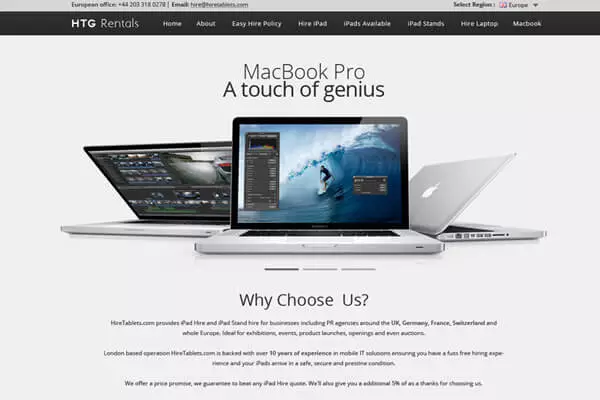 European office: +44 203 318 0278 | Email: hire@hiretablets.com
Select Region : Europe
HTG Rentals
Home About Easy Hire Policy Hire iPad iPads Available iPad Stands Hire Laptop Macbook
MacBook Pro
A touch of genius
Why Choose Us?
HireTablets.com provides iPad Hire and iPad Stand hire for businesses including PR agencies around the UK, Germany, France, Switzerland and
whole Europe. Ideal for exhibitions, events, product launches, openings and even auctions.
London based operation HireTablets.com is backed with over 10 years of experience in mobile IT solutions ensuring you have a fuss free hiring expe-
rience and your iPads arrive in a safe, secure and prestine condition.
We offer a price promise, we guarantee to beat any iPad Hire quote. We'll also give you a additional 5% of as a thanks for choosing us.